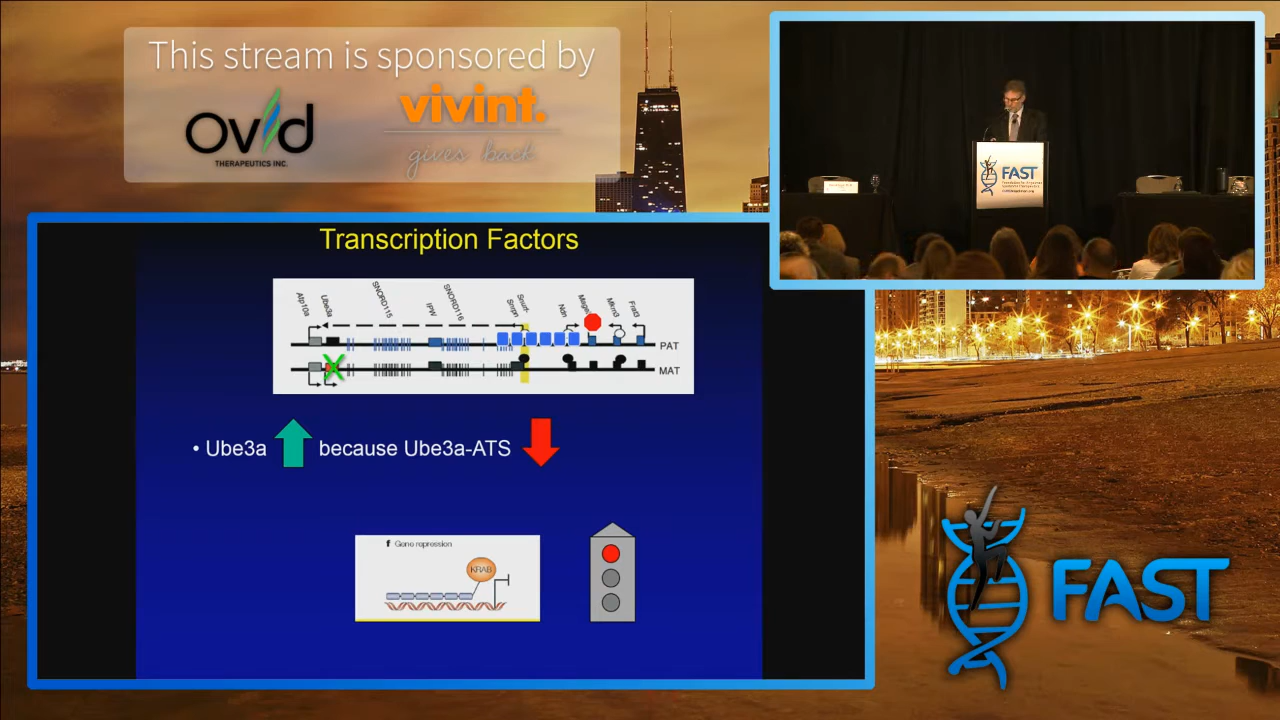 This stream is sponsored by
ovid
THERAPEUTICS INC.
vivint.
gives back
FAST
Transcription Factors
Atp10a
Ube3a
SNORD115
IPW
SNORD116
Snurf-
Snrpn
Ndn
Magel2
Mkrn3
Frat3
PAT
MAT
• Ube3a because Ube3a-ATS
f Gene repression
KRAB
FAST